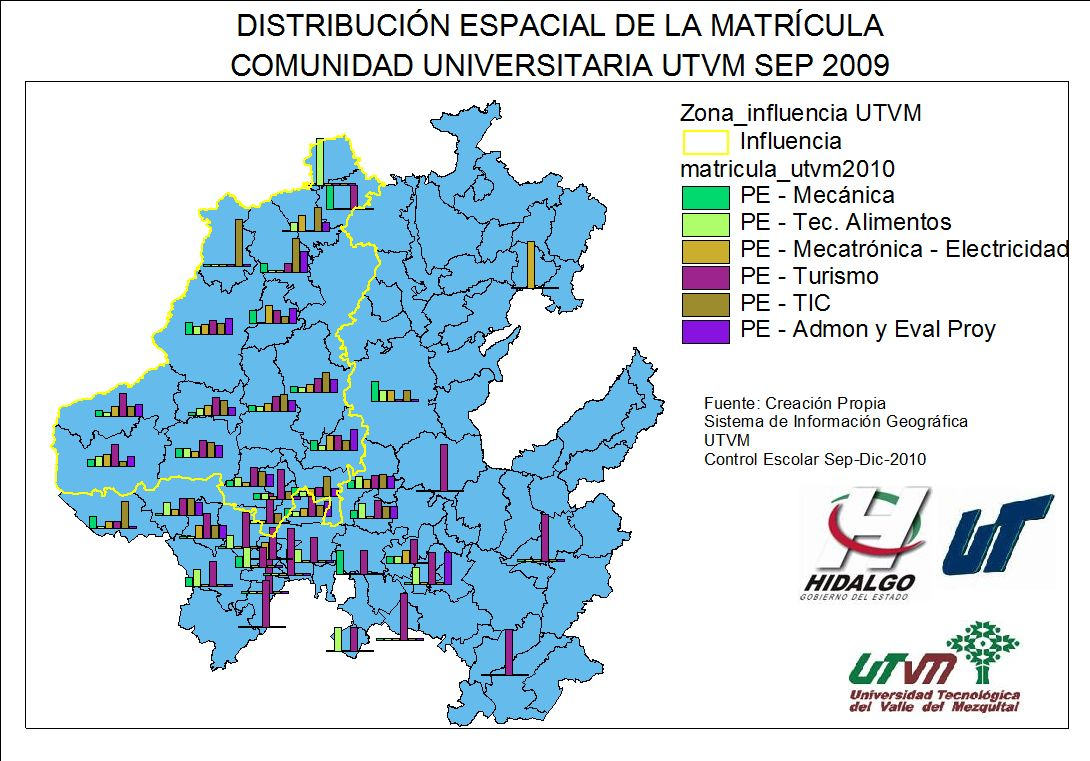 DISTRIBUCIÓN ESPACIAL DE LA MATRÍCULA
COMUNIDAD UNIVERSITARIA UTVM SEP 2009
Zona_influencia UTVM
Influencia
matricula_utvm2010
PE - Mecánica
PE - Tec. Alimentos
PE - Mecatrónica - Electricidad
PE - Turismo
PE - TIC
PE - Admon y Eval Proy
Fuente: Creación Propia
Sistema de Información Geográfica
UTVM
Control Escolar Sep-Dic-2010
H
HIDALGO
GOBIERNO DEL ESTADO
UT
UTVM
Universidad Tecnológica
del Valle del Mezquital